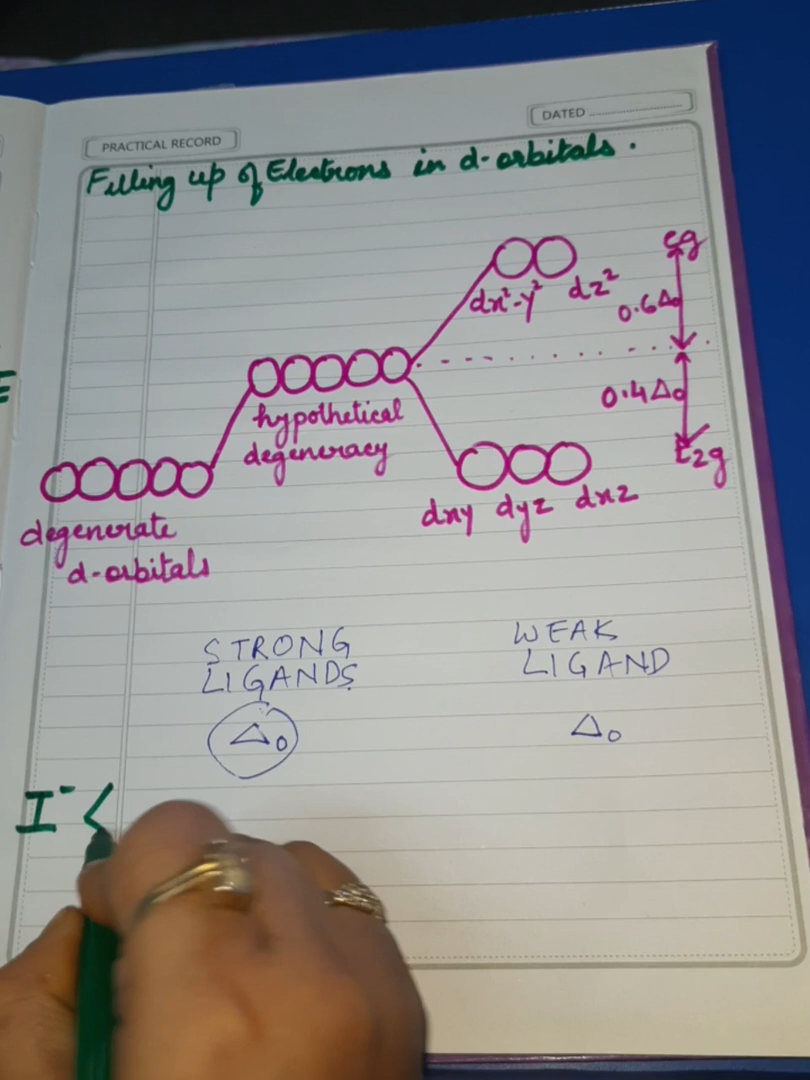 PRACTICAL RECORD
DATED
Filling up of Electrons in d-orbitals.
eg
dx²-y² dz²
0.6Δo
hypothetical
degeneracy
0.4Δo
t2g
dxy dyz dxz
degenerate
d-orbitals
STRONG
LIGANDS
WEAK
LIGAND
Δo
Δo
I⁻ <